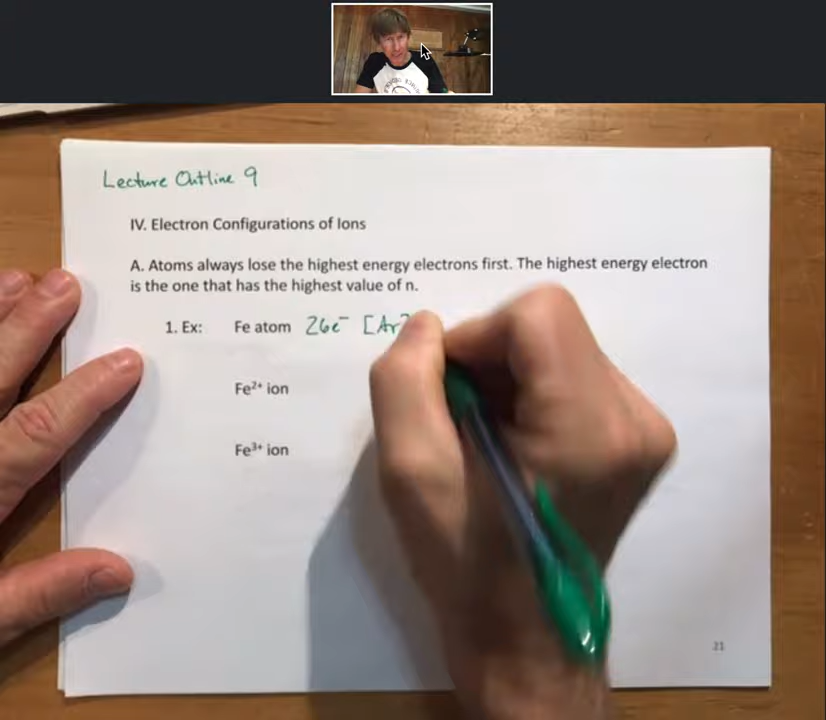 Lecture Outline 9
IV. Electron Configurations of Ions
A. Atoms always lose the highest energy electrons first. The highest energy electron
is the one that has the highest value of n.
1. Ex: Fe atom 26e⁻ [Ar]
Fe²⁺ ion
Fe³⁺ ion
21